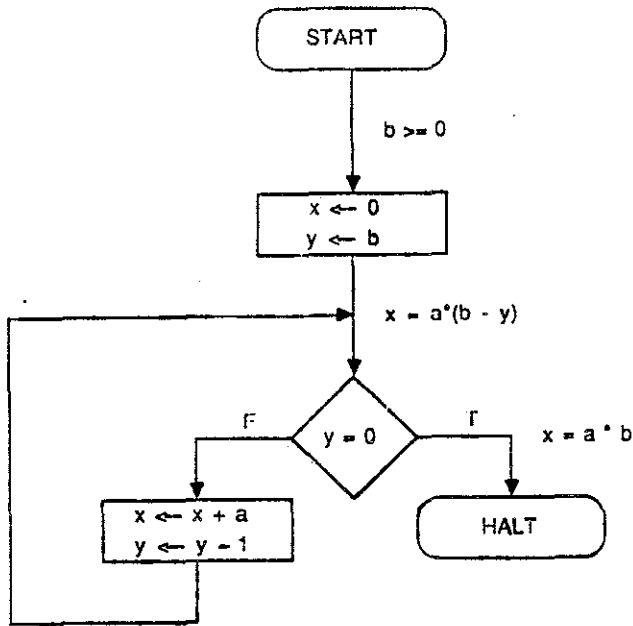 START
b >= 0
x ← 0
y ← b
x = a*(b - y)
F
y = 0
T
x = a * b
x ← x + a
y ← y - 1
HALT